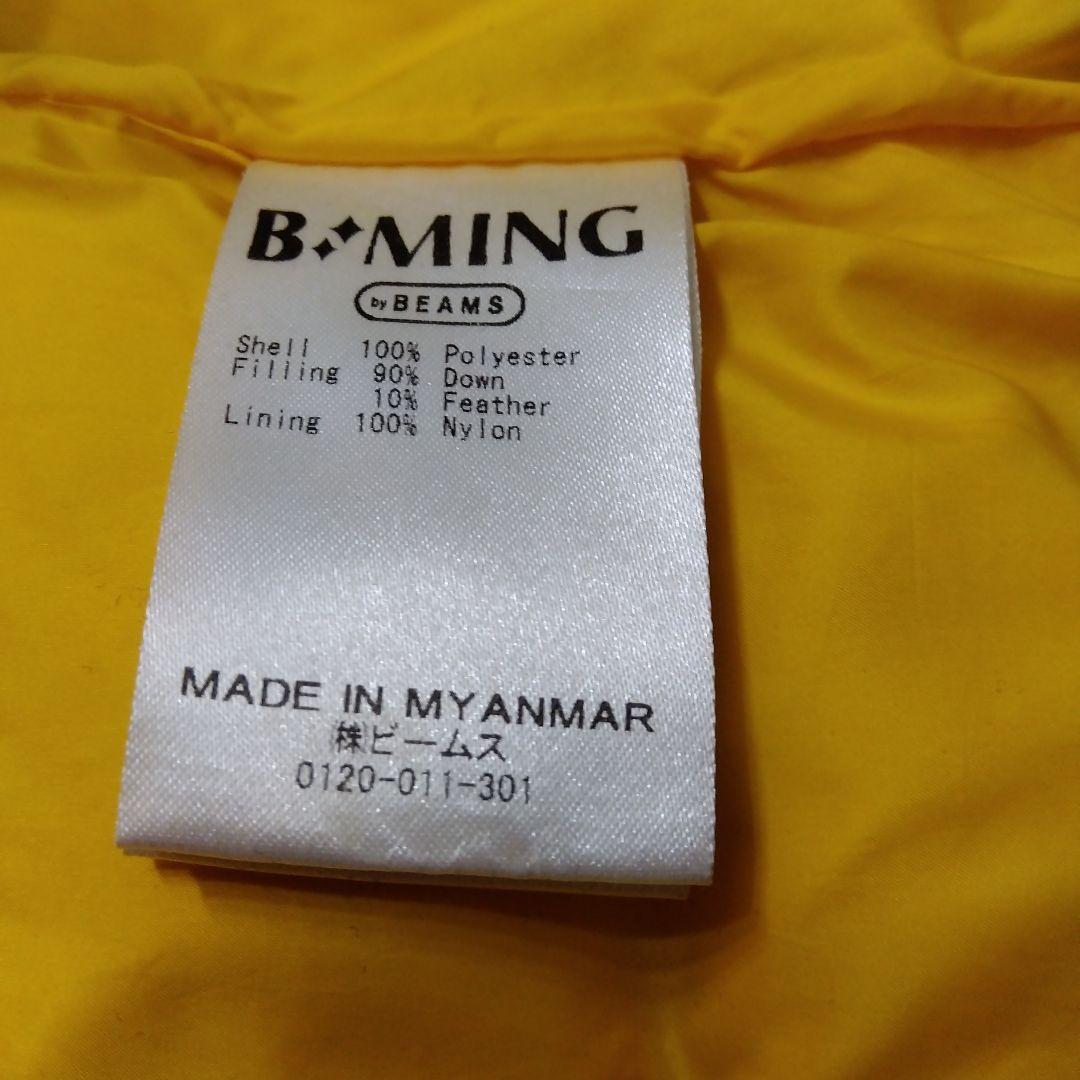 B MING
by BEAMS
Shell 100% Polyester
Filling 90% Down
10% Feather
Lining 100% Nylon
MADE IN MYANMAR
㈱ビームス
0120-011-301